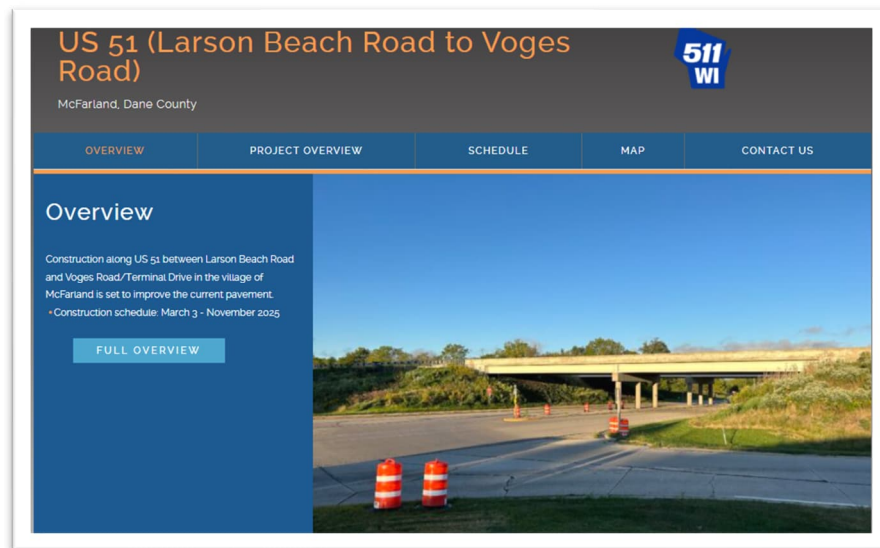 US 51 (Larson Beach Road to Voges
Road)
McFarland, Dane County
511
WI
OVERVIEW
PROJECT OVERVIEW
SCHEDULE
MAP
CONTACT US
Overview
Construction along US 51 between Larson Beach Road
and Voges Road/Terminal Drive in the village of
McFarland is set to improve the current pavement.
•Construction schedule: March 3 - November 2025
FULL OVERVIEW